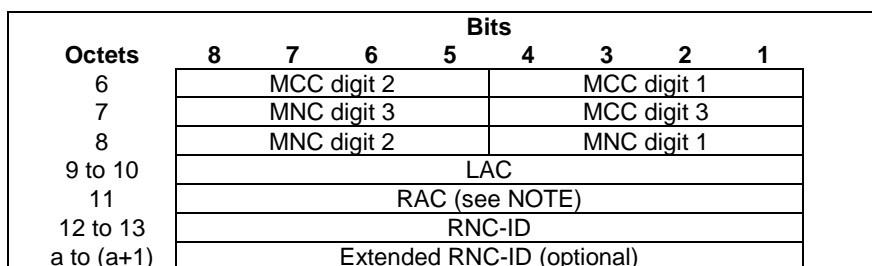 Bits
Octets 8 7 6 5 4 3 2 1
6 MCC digit 2 MCC digit 1
7 MNC digit 3 MCC digit 3
8 MNC digit 2 MNC digit 1
9 to 10 LAC
11 RAC (see NOTE)
12 to 13 RNC-ID
a to (a+1) Extended RNC-ID (optional)